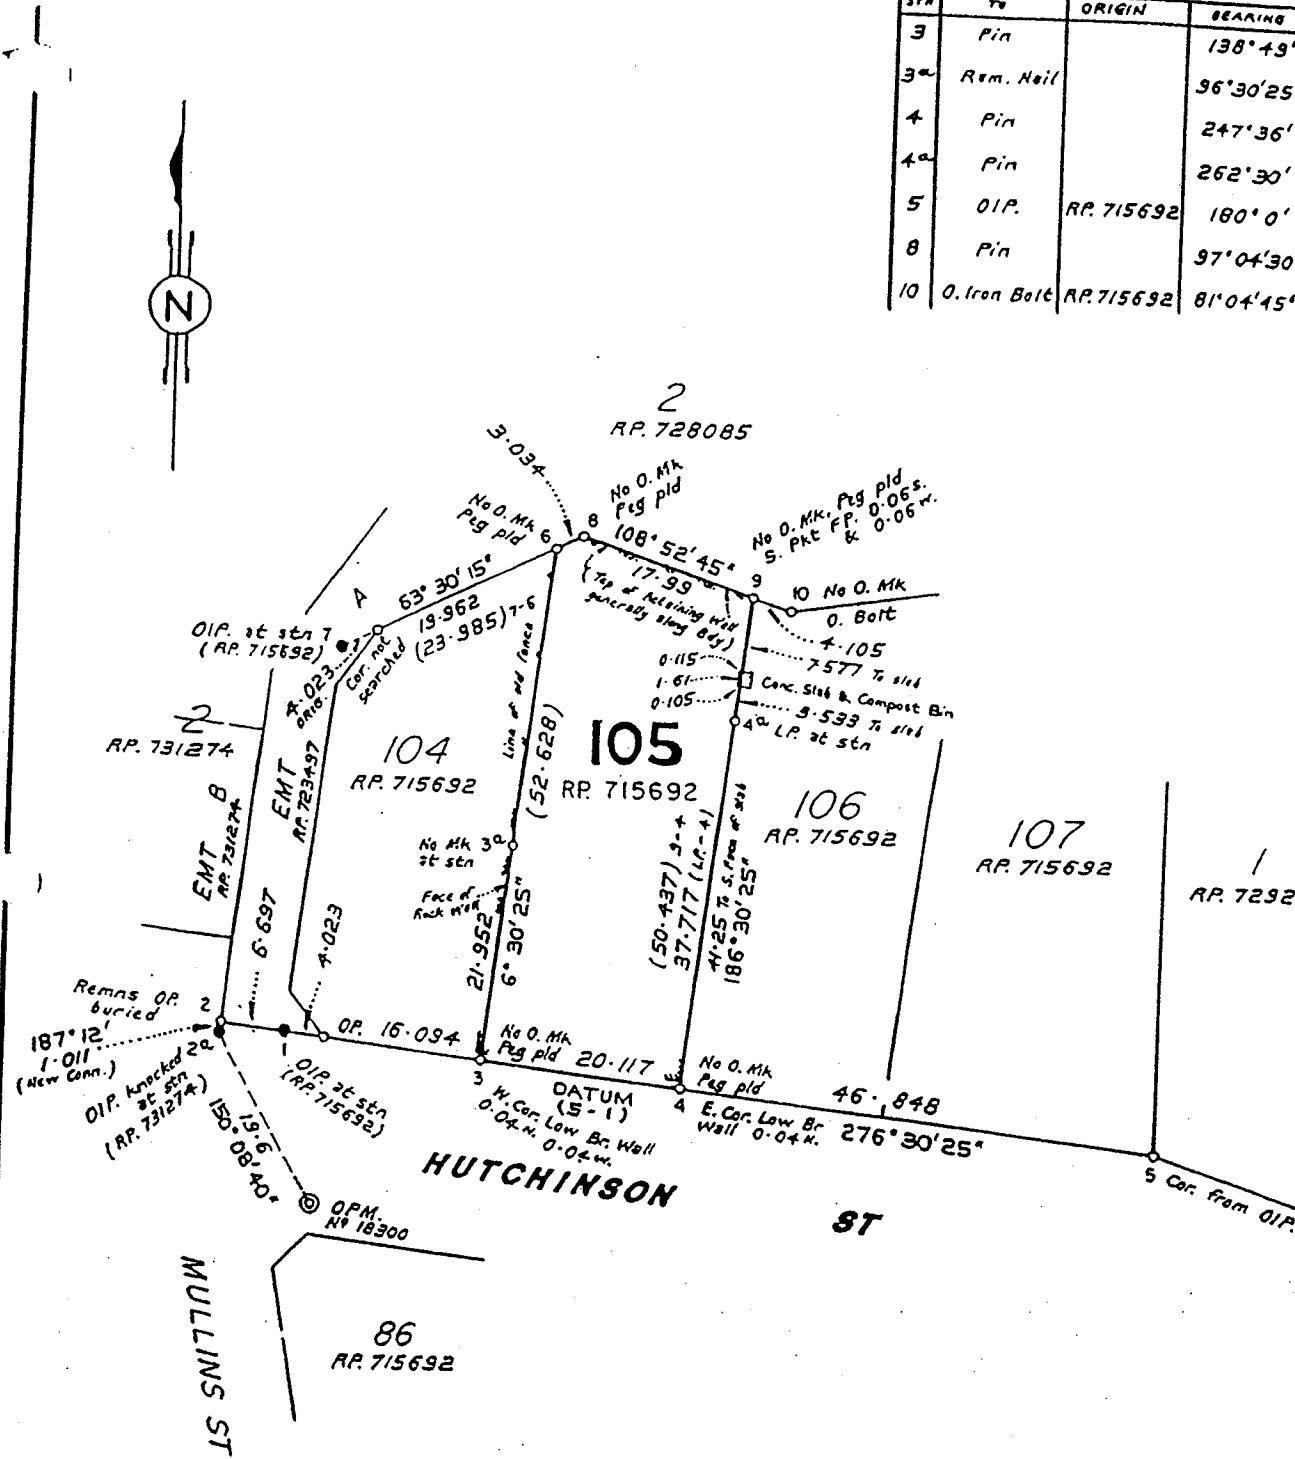 STN TO ORIGIN BEARING
3 Pin 138°49'
3a Rem. Nail 96°30'25
4 Pin 247°36'
4a Pin 262°30'
5 OIP. RP. 715692 180°0'
8 Pin 97°04'30
10 O. Iron Bolt RP. 715692 81°04'45"
N
2
RP. 728085
3·034
No O. Mk
Peg pld
6
No O. Mk
Peg pld
8
108°52'45"
17·99
(Top of Retaining Wall
generally along Bdy)
No O. Mk, Peg pld
S. Pkt FP. 0·06 S.
& 0·06 W.
9
10 No O. Mk
O. Bolt
4·105
7·577 To slab
0·115
1·61
0·105
Conc. Slab & Compost Bin
3·533 To slab
4a LP. at stn
A
63°30'15"
19·962
(23·985) 7-6
OIP. at stn 7
(RP. 715692)
4·023
ORIG.
Cor. not
searched
Line of old fence
(52·628)
2
RP. 731274
EMT B
RP. 731274
EMT
RP. 723497
104
RP. 715692
105
RP. 715692
106
RP. 715692
107
RP. 715692
1
RP. 7292
No Mk 3a
at stn
Face of
Rock Wall
21·952
6°30'25"
(50·437) 9-4
37·717 (LP.-4)
41·25 To S. Face of slab
186°30'25"
6·697
4·023
Remns OP.
buried
2
187°12'
1·011
(New Conn.)
2a
OIP. knocked
at stn
(RP. 731274)
OIP. at stn
(RP. 715692)
OP. 16·094
No O. Mk
Peg pld
3
20·117
DATUM
(5-1)
W. Cor. Low Br. Wall
0·04 N. 0·04 W.
No O. Mk
Peg pld
4
E. Cor. Low Br.
Wall 0·04 N.
46·848
276°30'25"
5 Cor. from OIP.
19·6
150°08'40"
OPM.
Nº 18300
HUTCHINSON ST
MULLINS ST
86
RP. 715692